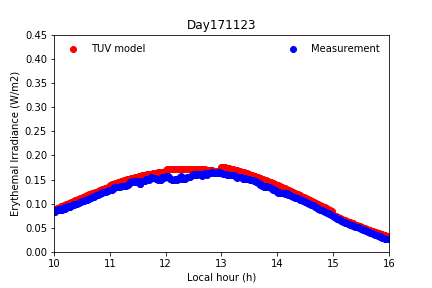 Day171123
TUV model
Measurement
Erythemal Irradiance (W/m2)
0.45
0.40
0.35
0.30
0.25
0.20
0.15
0.10
0.05
0.00
10 11 12 13 14 15 16
Local hour (h)